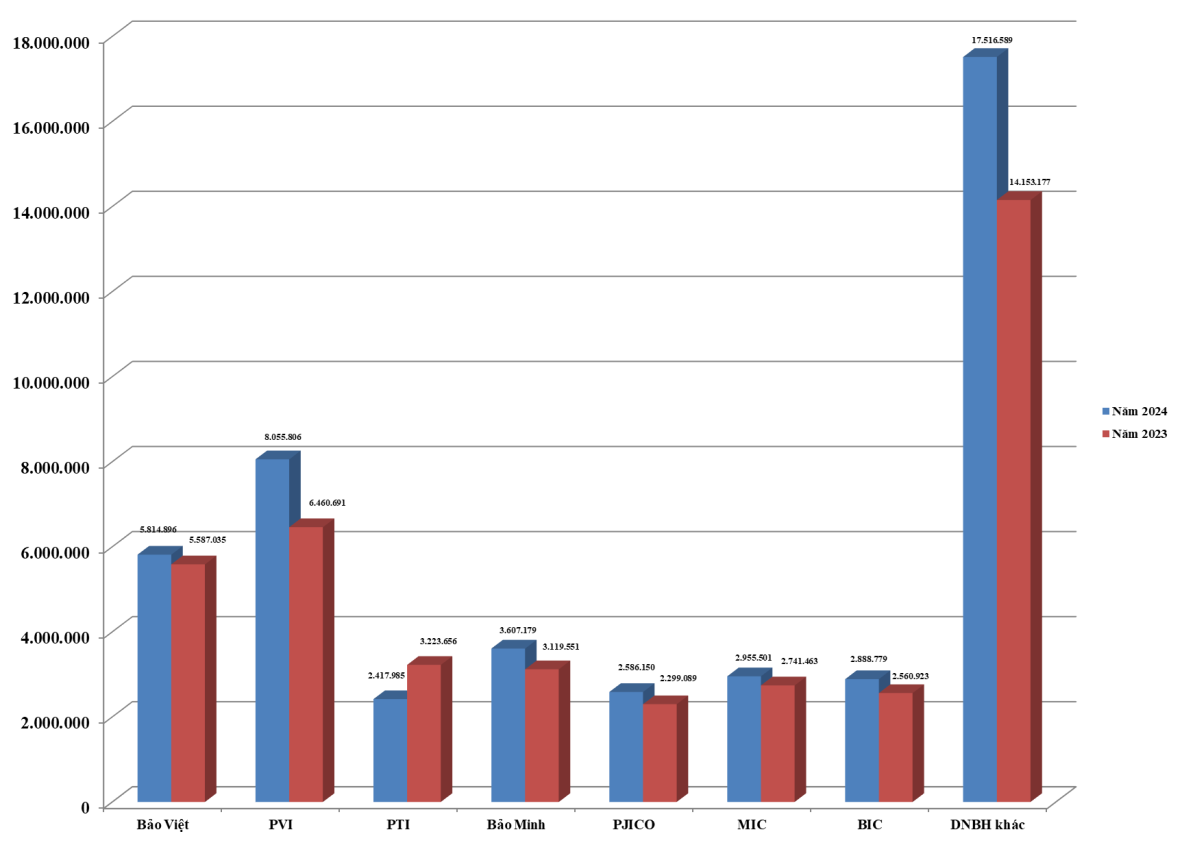 18.000.000
16.000.000
14.000.000
12.000.000
10.000.000
8.000.000
6.000.000
4.000.000
2.000.000
0
5.814.896
5.587.035
8.055.806
6.460.691
2.417.985
3.223.656
3.607.179
3.119.551
2.586.150
2.299.089
2.955.501
2.741.463
2.888.779
2.560.923
17.516.589
14.153.177
Bảo Việt
PVI
PTI
Bảo Minh
PJICO
MIC
BIC
DNBH khác
Năm 2024
Năm 2023